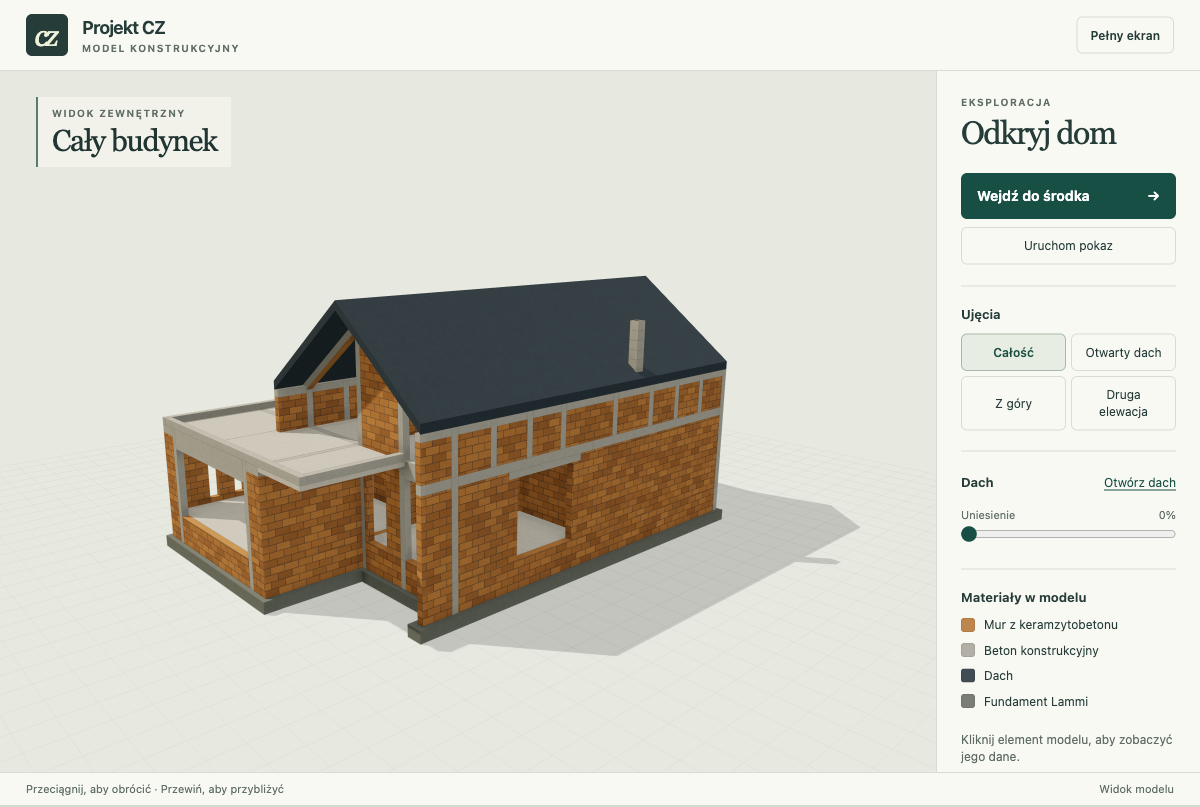 cz
Projekt CZ
MODEL KONSTRUKCYJNY
Pełny ekran
WIDOK ZEWNĘTRZNY
Cały budynek
EKSPLORACJA
Odkryj dom
Wejdź do środka →
Uruchom pokaz
Ujęcia
Całość
Otwarty dach
Z góry
Druga
elewacja
Dach
Otwórz dach
Uniesienie
0%
Materiały w modelu
Mur z keramzytobetonu
Beton konstrukcyjny
Dach
Fundament Lammi
Kliknij element modelu, aby zobaczyć
jego dane.
Przeciągnij, aby obrócić · Przewiń, aby przybliżyć
Widok modelu